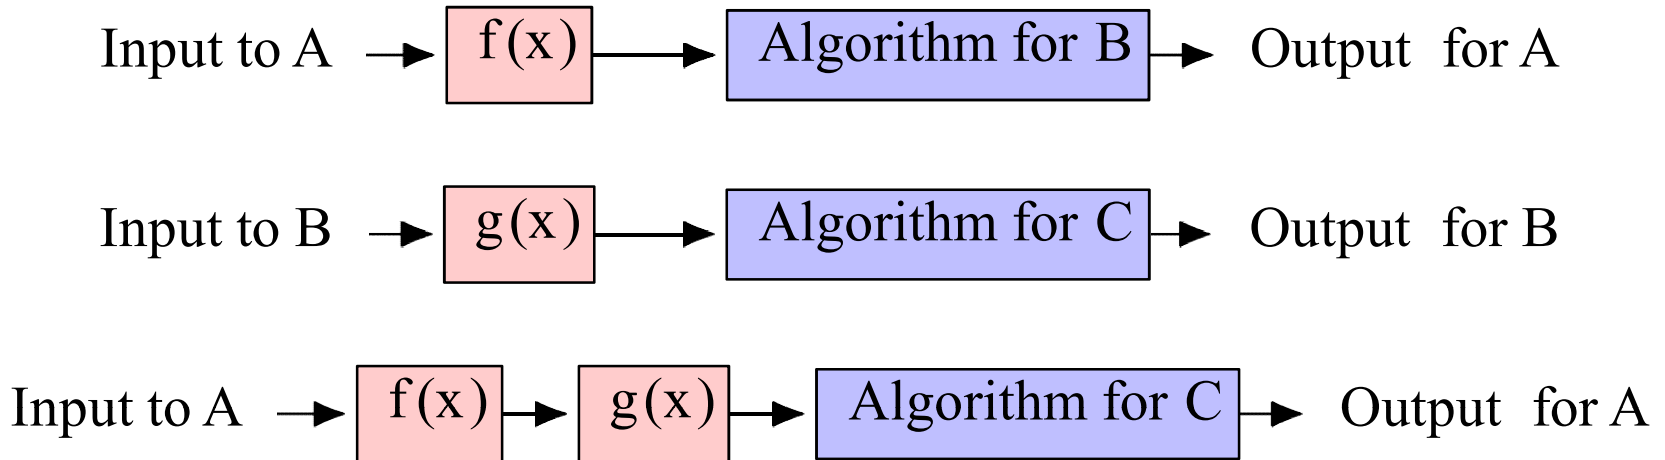 Input to A f(x) Algorithm for B Output for A
Input to B g(x) Algorithm for C Output for B
Input to A f(x) g(x) Algorithm for C Output for A